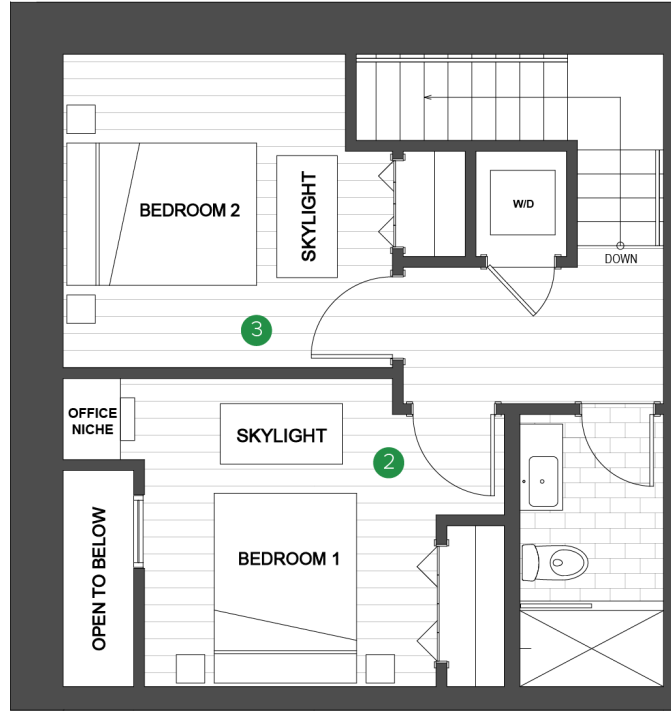 BEDROOM 2
SKYLIGHT
W/D
DOWN
3
OFFICE
NICHE
SKYLIGHT
2
OPEN TO BELOW
BEDROOM 1